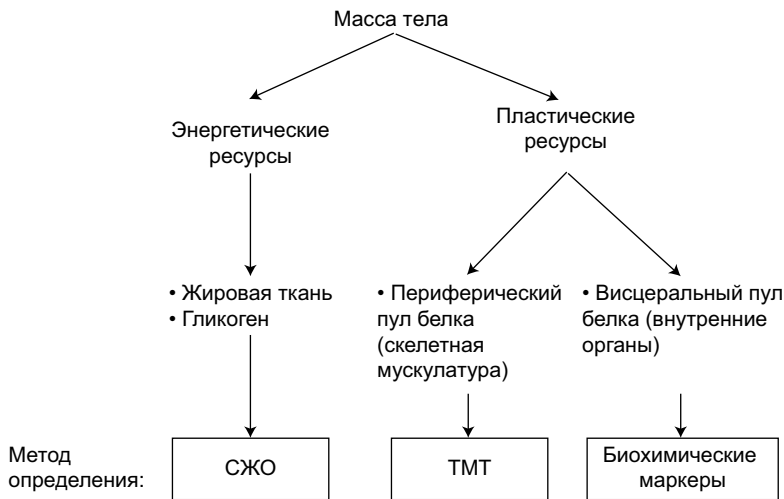 Масса тела
Энергетические
ресурсы
Пластические
ресурсы
• Жировая ткань
• Гликоген
• Периферический
пул белка
(скелетная
мускулатура)
• Висцеральный пул
белка (внутренние
органы)
Метод
определения:
СЖО
ТМТ
Биохимические
маркеры